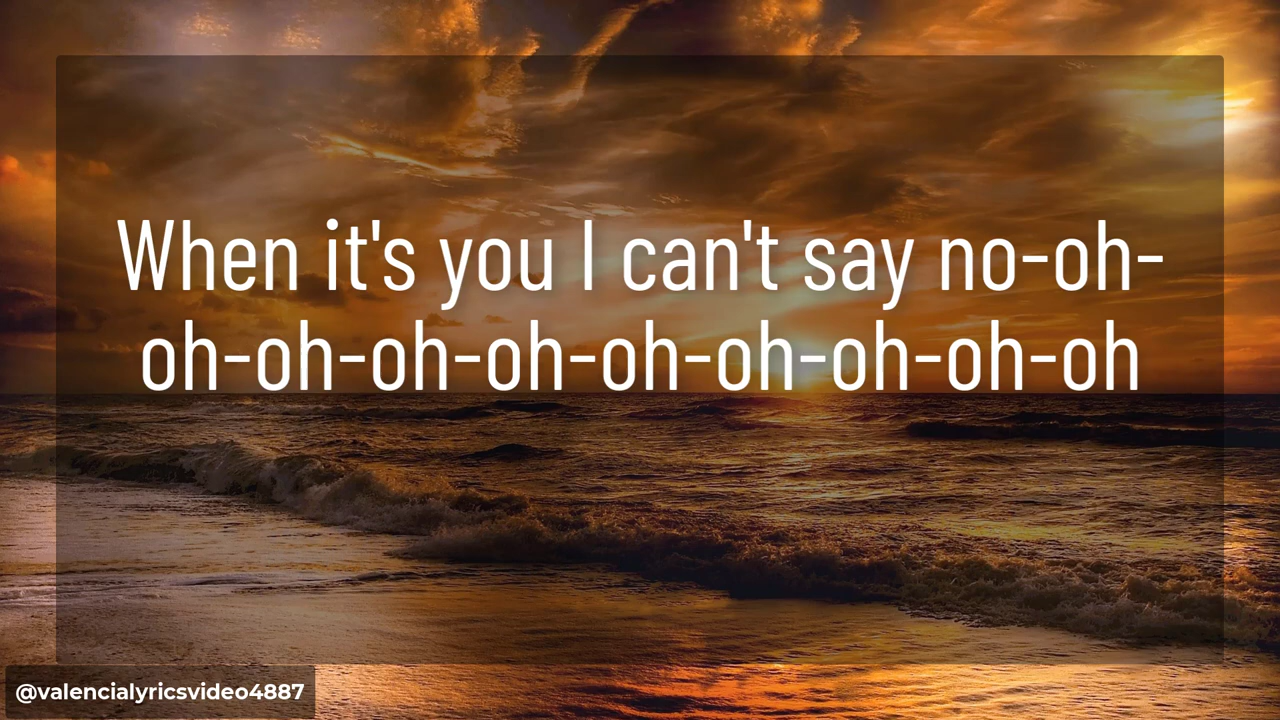 When it's you I can't say no-oh-
oh-oh-oh-oh-oh-oh-oh-oh-oh
@valencialyricsvideo4887